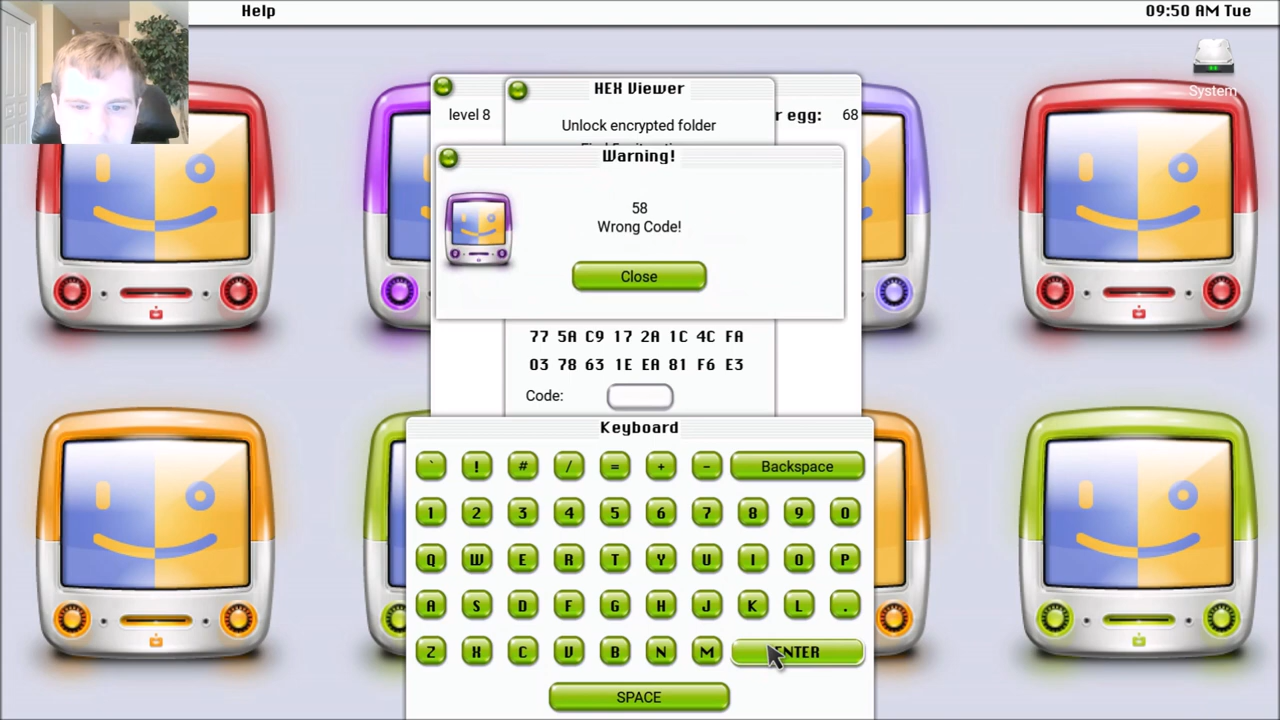 Help
09:50 AM Tue
System
HEX Viewer
level 8
r egg: 68
Unlock encrypted folder
Warning!
58
Wrong Code!
Close
77 5A C9 17 2A 1C 4C FA
03 78 63 1E EA 81 F6 E3
Code:
Keyboard
` ! # / = + - Backspace
1 2 3 4 5 6 7 8 9 0
Q W E R T Y U I O P
A S D F G H J K L .
Z X C V B N M ENTER
SPACE